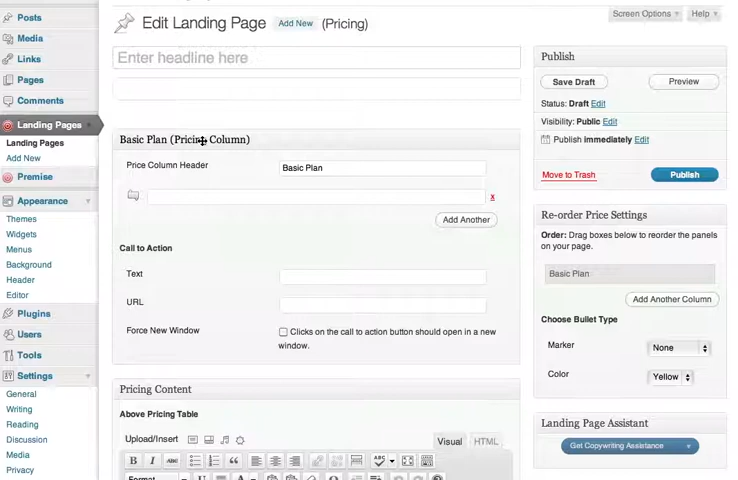 Posts
Media
Links
Pages
Comments
Landing Pages
Landing Pages
Add New
Premise
Appearance
Themes
Widgets
Menus
Background
Header
Editor
Plugins
Users
Tools
Settings
General
Writing
Reading
Discussion
Media
Privacy
Screen Options
Help
Edit Landing Page Add New (Pricing)
Enter headline here
Basic Plan (Pricing Column)
Price Column Header Basic Plan
x
Add Another
Call to Action
Text
URL
Force New Window Clicks on the call to action button should open in a new
window.
Pricing Content
Above Pricing Table
Upload/Insert Visual HTML
B I ABC “ ABC
Format U
Publish
Save Draft Preview
Status: Draft Edit
Visibility: Public Edit
Publish immediately Edit
Move to Trash Publish
Re-order Price Settings
Order: Drag boxes below to reorder the panels
on your page.
Basic Plan
Add Another Column
Choose Bullet Type
Marker None
Color Yellow
Landing Page Assistant
Get Copywriting Assistance